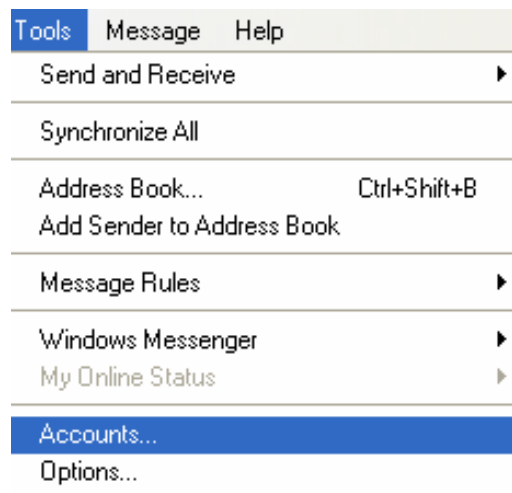 Tools Message Help
Send and Receive
Synchronize All
Address Book... Ctrl+Shift+B
Add Sender to Address Book
Message Rules
Windows Messenger
My Online Status
Accounts...
Options...